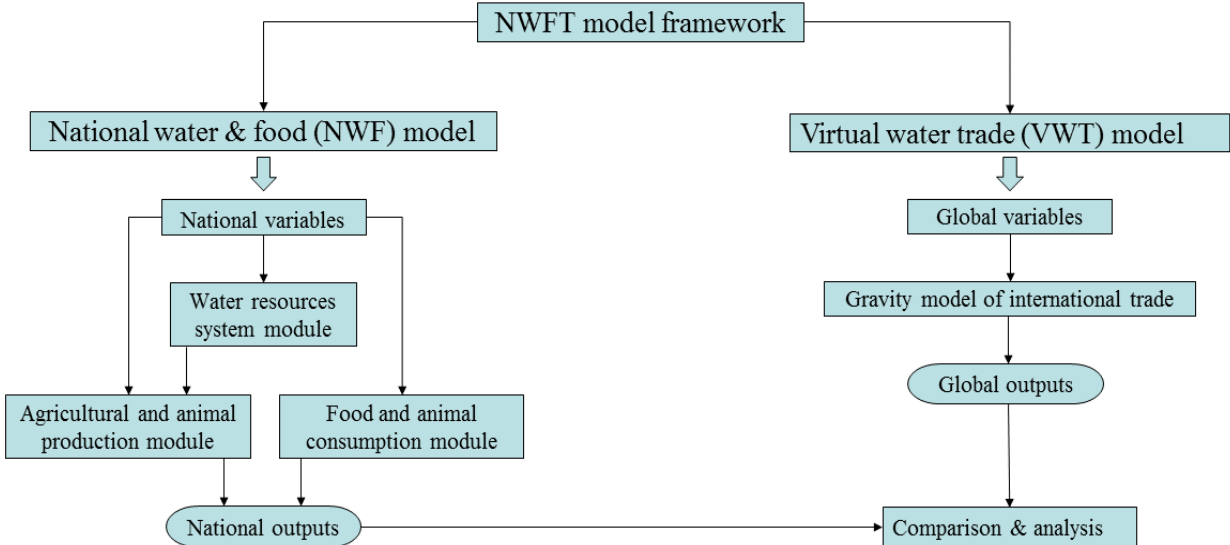 NWFT model framework
National water & food (NWF) model
Virtual water trade (VWT) model
National variables
Global variables
Water resources
system module
Gravity model of international trade
Agricultural and animal
production module
Food and animal
consumption module
Global outputs
National outputs
Comparison & analysis